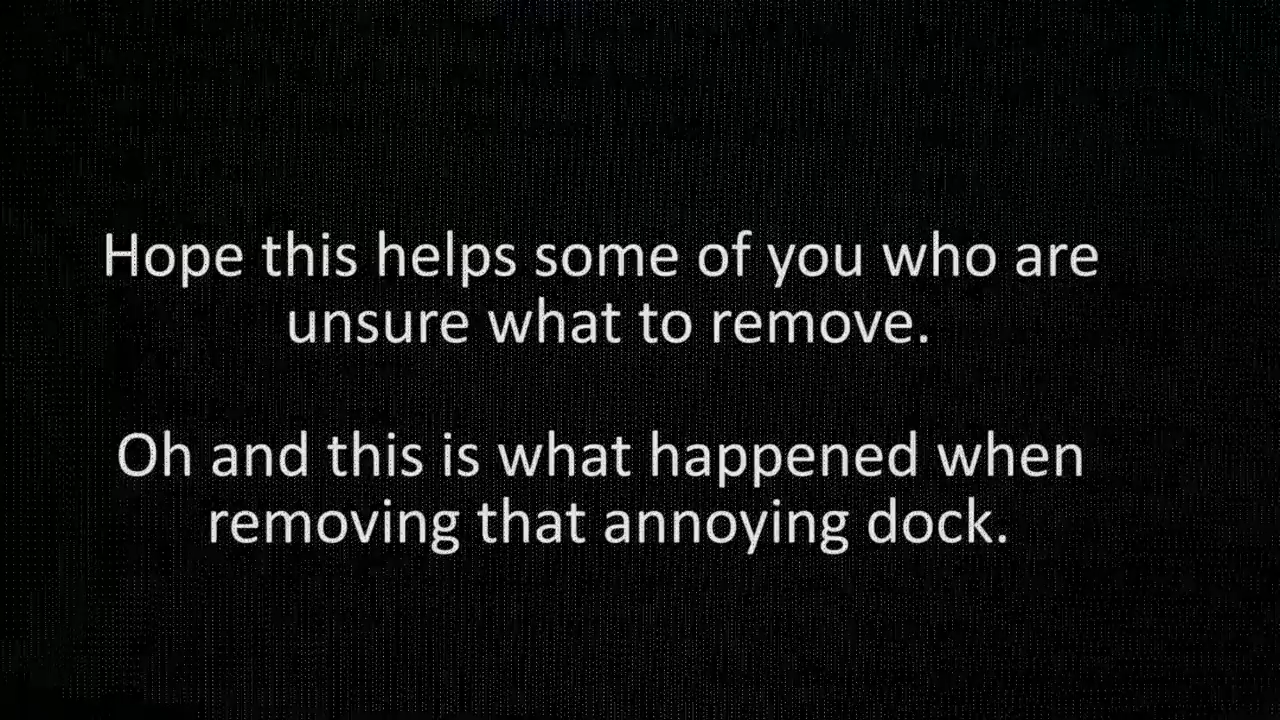 Hope this helps some of you who are
unsure what to remove.
Oh and this is what happened when
removing that annoying dock.